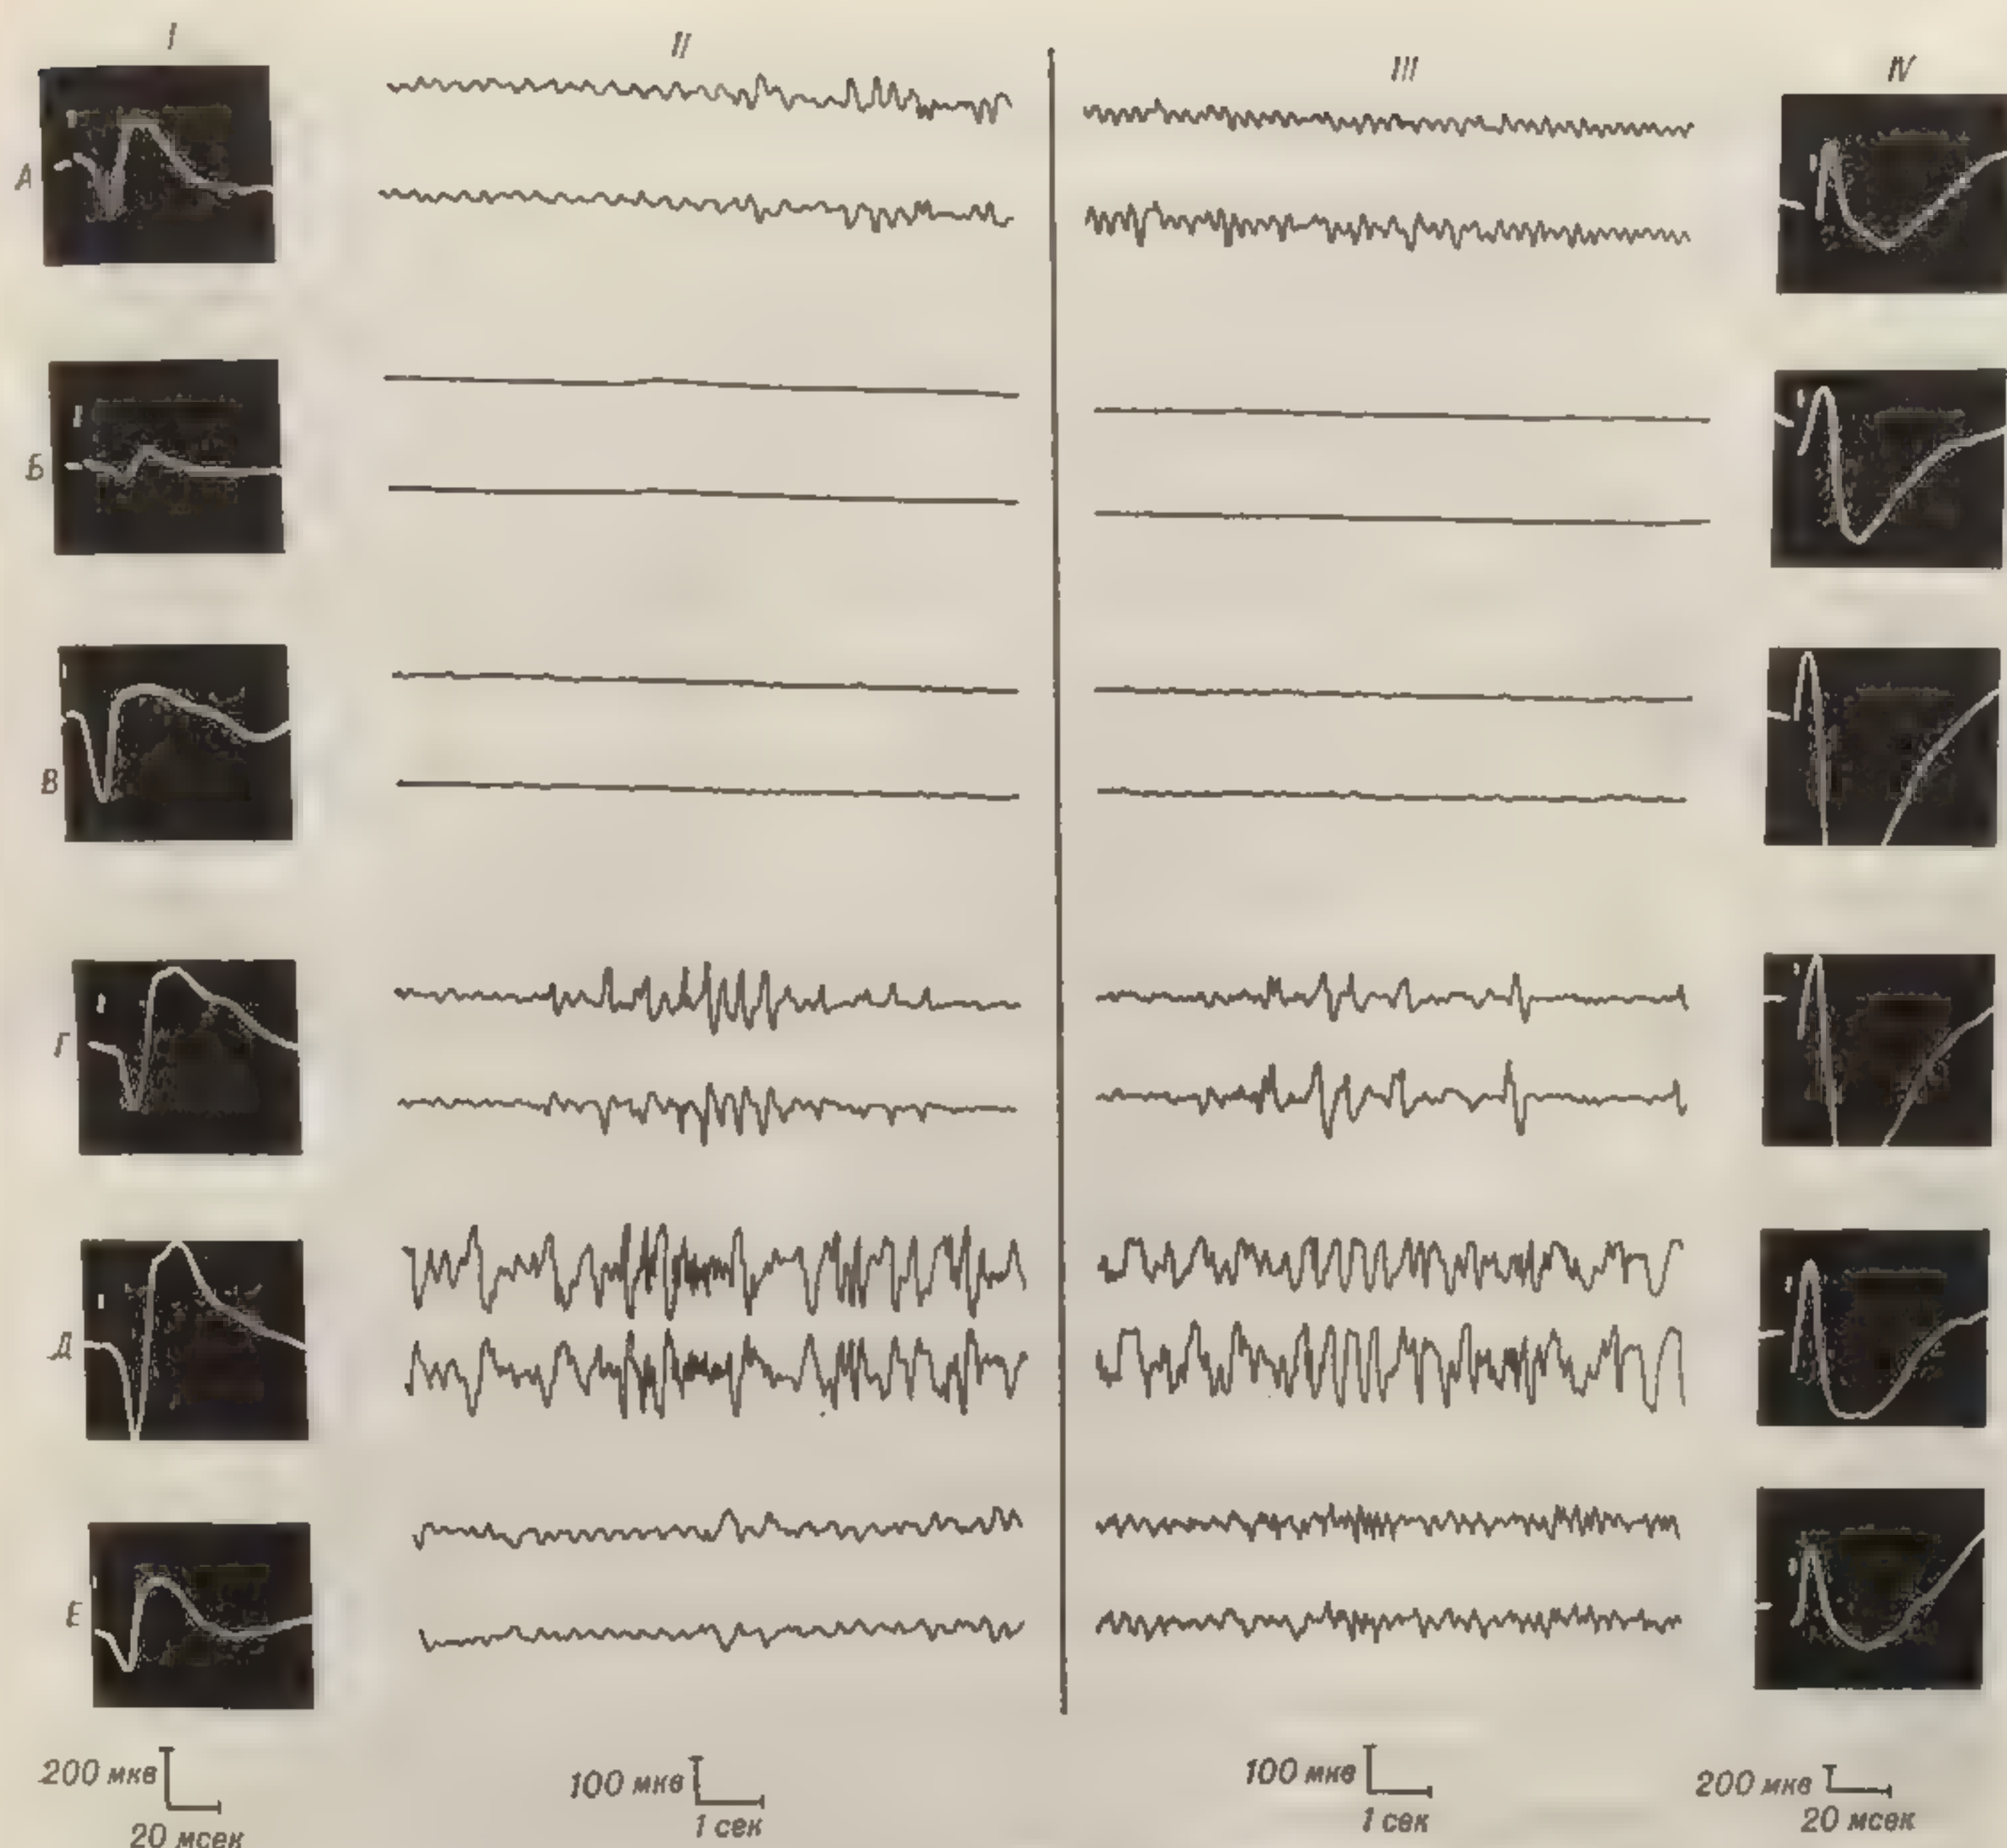 I
II
III
IV
А
Б
В
Г
Д
Е
200 мкв
20 мсек
100 мкв
1 сек
100 мкв
1 сек
200 мкв
20 мсек